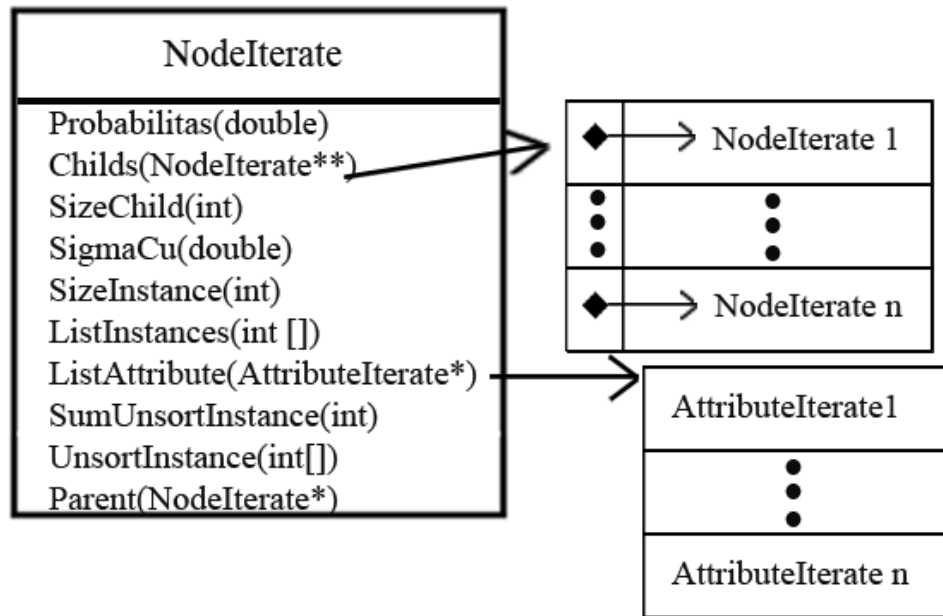 NodeIterate
Probabilitas(double)
Childs(NodeIterate**)
SizeChild(int)
SigmaCu(double)
SizeInstance(int)
ListInstances(int [])
ListAttribute(AttributeIterate*)
SumUnsortInstance(int)
UnsortInstance(int[])
Parent(NodeIterate*)
NodeIterate 1
NodeIterate n
AttributeIterate1
AttributeIterate n